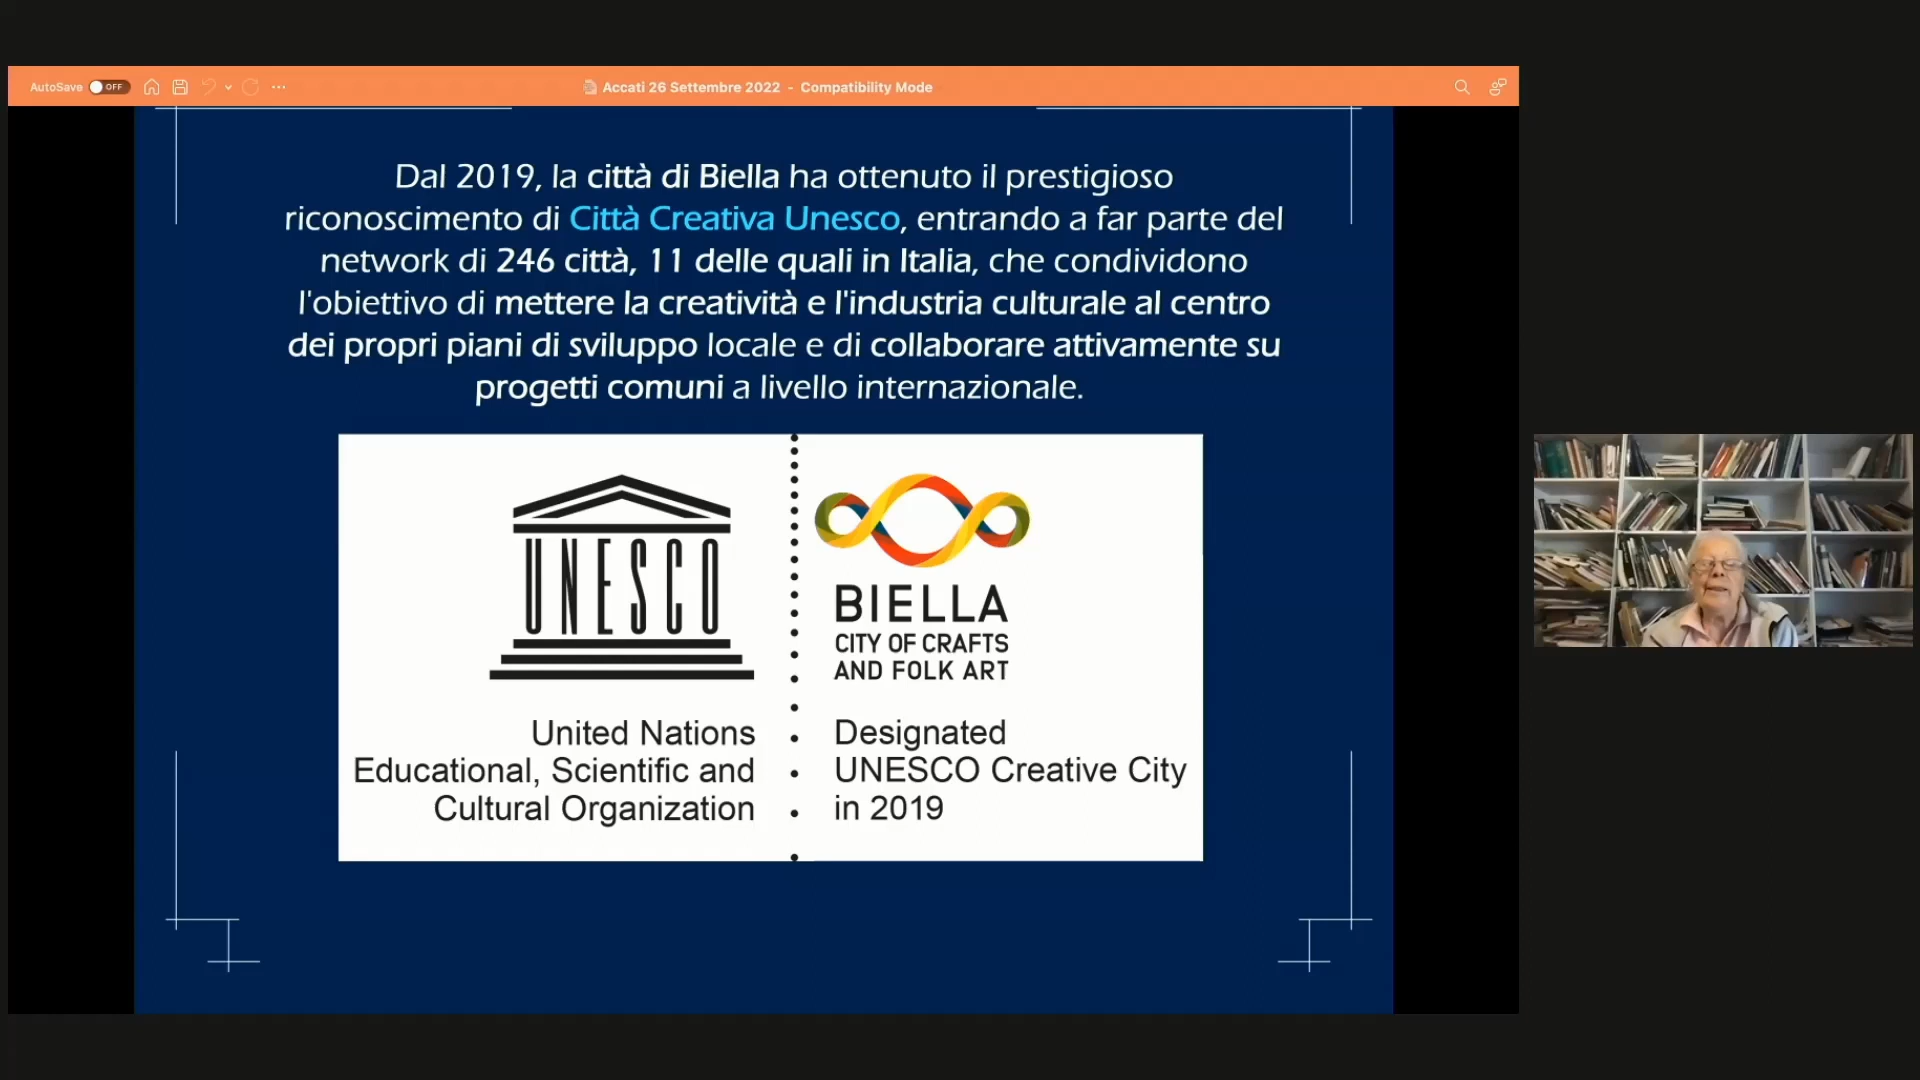 AutoSave OFF
Accati 26 Settembre 2022 - Compatibility Mode
Dal 2019, la città di Biella ha ottenuto il prestigioso
riconoscimento di Città Creativa Unesco, entrando a far parte del
network di 246 città, 11 delle quali in Italia, che condividono
l'obiettivo di mettere la creatività e l'industria culturale al centro
dei propri piani di sviluppo locale e di collaborare attivamente su
progetti comuni a livello internazionale.
UNESCO
United Nations
Educational, Scientific and
Cultural Organization
BIELLA
CITY OF CRAFTS
AND FOLK ART
Designated
UNESCO Creative City
in 2019